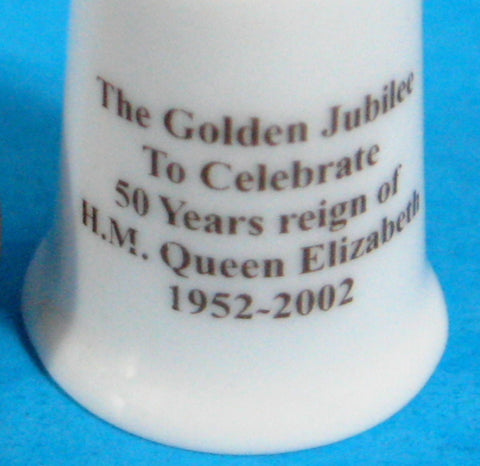 The Golden Jubilee
To Celebrate
50 Years reign of
H.M. Queen Elizabeth
1952-2002